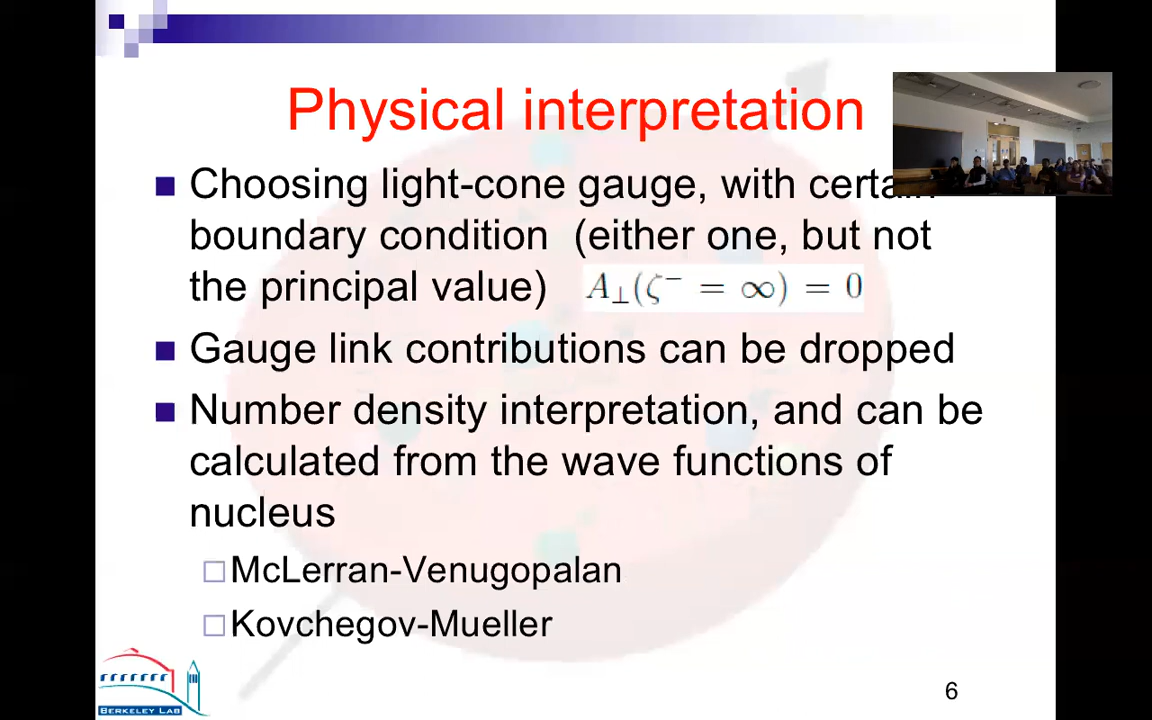 Physical interpretation
Choosing light-cone gauge, with certain
boundary condition (either one, but not
the principal value) A⊥(ζ⁻ = ∞) = 0
Gauge link contributions can be dropped
Number density interpretation, and can be
calculated from the wave functions of
nucleus
McLerran-Venugopalan
Kovchegov-Mueller
BERKELEY LAB
6